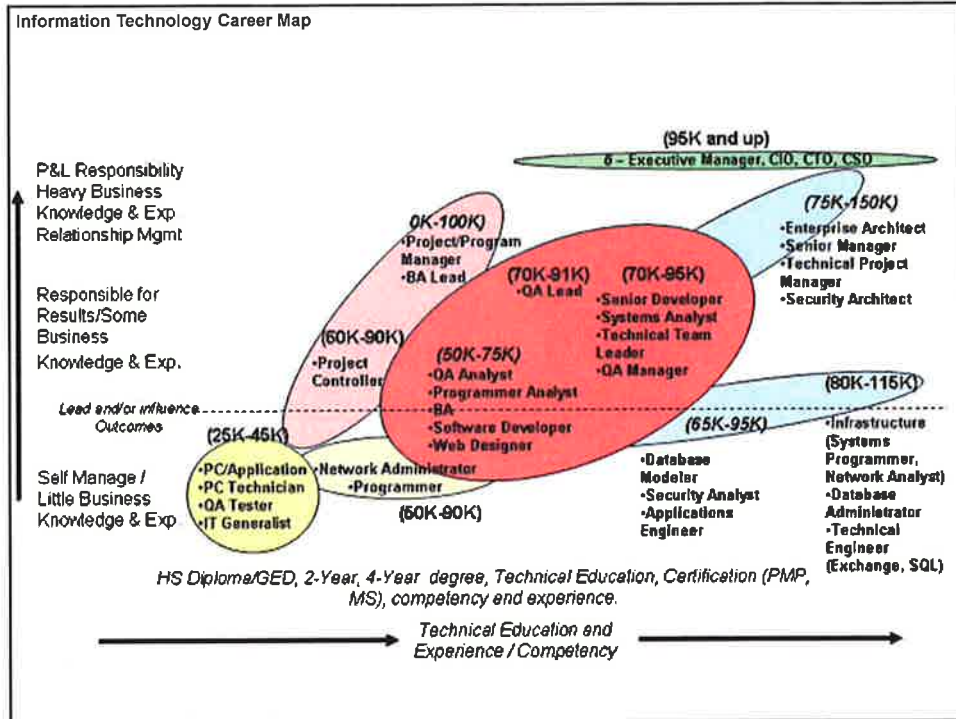 Information Technology Career Map
(95K and up)
6 - Executive Manager, CIO, CTO, CSO
P&L Responsibility
Heavy Business
Knowledge & Exp
Relationship Mgmt
0K-100K)
•Project/Program
Manager
•BA Lead
(75K-150K)
•Enterprise Architect
•Senior Manager
•Technical Project
Manager
•Security Architect
(70K-91K)
•QA Lead
(70K-95K)
•Senior Developer
•Systems Analyst
•Technical Team
Leader
•QA Manager
Responsible for
Results/Some
Business
Knowledge & Exp.
(60K-90K)
•Project
Controller
(50K-75K)
•QA Analyst
•Programmer Analyst
•BA
•Software Developer
•Web Designer
Lead and/or influence
Outcomes
(80K-115K)
•Infrastructure
(Systems
Programmer,
Network Analyst)
•Database
Administrator
•Technical
Engineer
(Exchange, SQL)
(65K-95K)
•Database
Modeler
•Security Analyst
•Applications
Engineer
(25K-45K)
•PC/Application
•PC Technician
•QA Tester
•IT Generalist
•Network Administrator
•Programmer
(50K-90K)
Self Manage /
Little Business
Knowledge & Exp
HS Diploma/GED, 2-Year, 4-Year degree, Technical Education, Certification (PMP,
MS), competency and experience.
Technical Education and
Experience / Competency